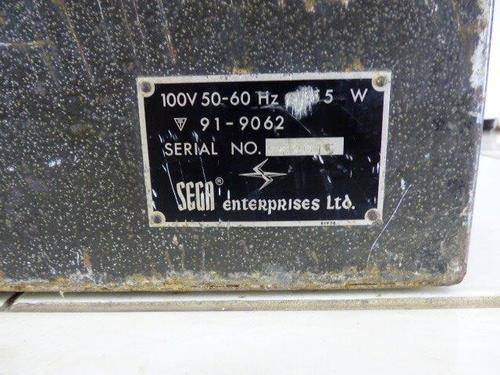 100V 50-60 Hz 5 W
91-9062
SERIAL NO.
SEGA® enterprises Ltd.